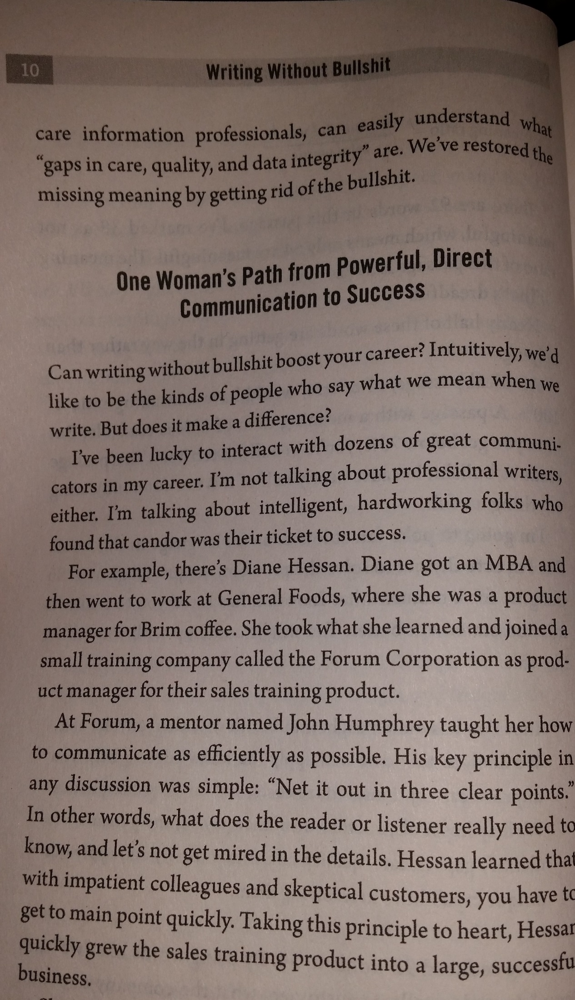 10
Writing Without Bullshit
care information professionals, can easily understand what
“gaps in care, quality, and data integrity” are. We’ve restored the
missing meaning by getting rid of the bullshit.
One Woman’s Path from Powerful, Direct
Communication to Success
Can writing without bullshit boost your career? Intuitively, we’d
like to be the kinds of people who say what we mean when we
write. But does it make a difference?
I’ve been lucky to interact with dozens of great communi-
cators in my career. I’m not talking about professional writers,
either. I’m talking about intelligent, hardworking folks who
found that candor was their ticket to success.
For example, there’s Diane Hessan. Diane got an MBA and
then went to work at General Foods, where she was a product
manager for Brim coffee. She took what she learned and joined a
small training company called the Forum Corporation as prod-
uct manager for their sales training product.
At Forum, a mentor named John Humphrey taught her how
to communicate as efficiently as possible. His key principle in
any discussion was simple: “Net it out in three clear points.”
In other words, what does the reader or listener really need to
know, and let’s not get mired in the details. Hessan learned that
with impatient colleagues and skeptical customers, you have to
get to main point quickly. Taking this principle to heart, Hessan
quickly grew the sales training product into a large, successfu
business.